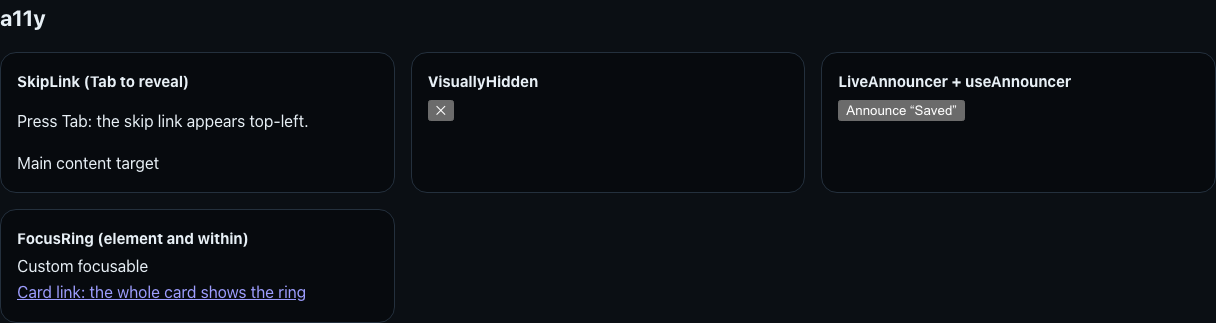 a11y
SkipLink (Tab to reveal)
Press Tab: the skip link appears top-left.
Main content target
VisuallyHidden
×
LiveAnnouncer + useAnnouncer
Announce “Saved”
FocusRing (element and within)
Custom focusable
Card link: the whole card shows the ring